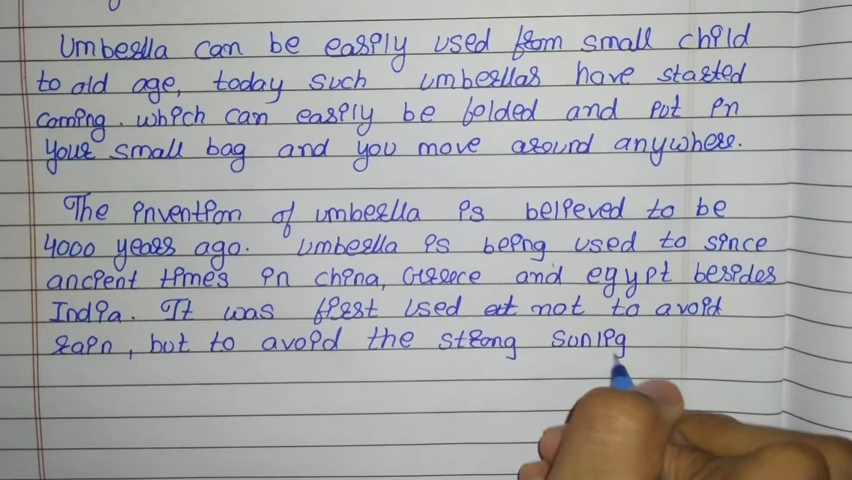 Umbrella can be easily used from small child
to old age, today such umbrellas have started
coming. which can easily be folded and put in
your small bag and you move around anywhere.
The invention of umbrella is believed to be
4000 years ago. Umbrella is being used to since
ancient times in china, Greece and egypt besides
India. It was first used at not to avoid
rain, but to avoid the strong sunlig